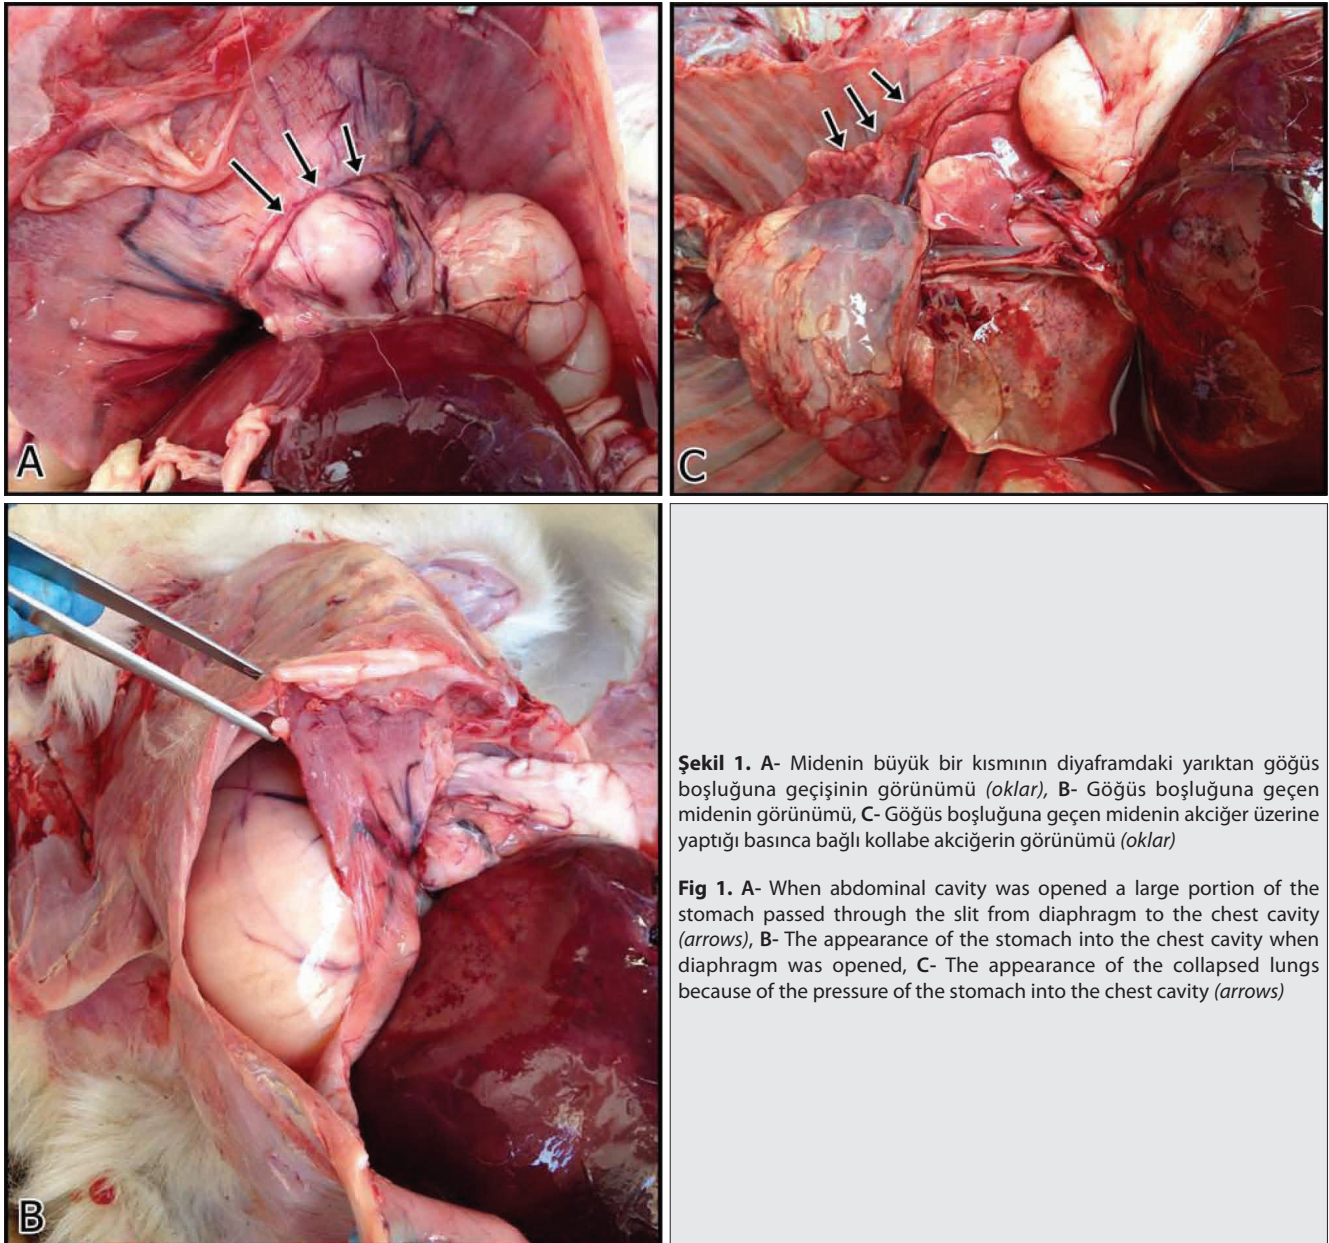 A
C
B
Şekil 1. A- Midenin büyük bir kısmının diyaframdaki yarıktan göğüs
boşluğuna geçişinin görünümü (oklar), B- Göğüs boşluğuna geçen
midenin görünümü, C- Göğüs boşluğuna geçen midenin akciğer üzerine
yaptığı basınca bağlı kollabe akciğerin görünümü (oklar)
Fig 1. A- When abdominal cavity was opened a large portion of the
stomach passed through the slit from diaphragm to the chest cavity
(arrows), B- The appearance of the stomach into the chest cavity when
diaphragm was opened, C- The appearance of the collapsed lungs
because of the pressure of the stomach into the chest cavity (arrows)